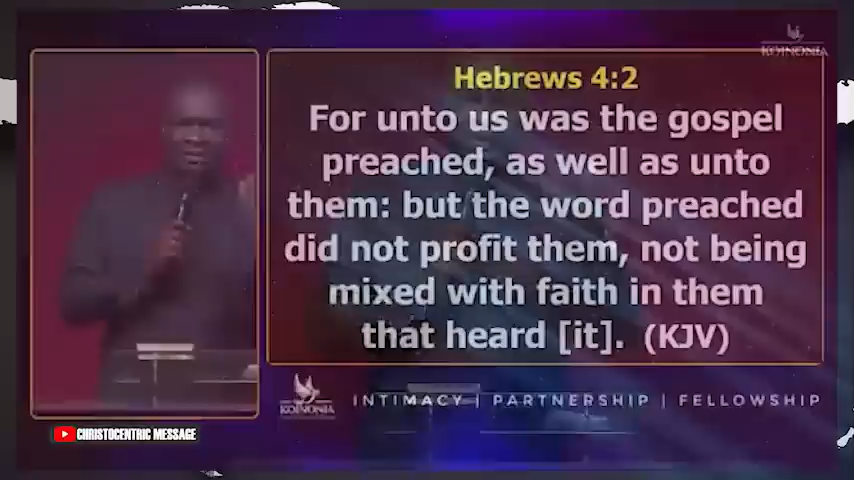 KOINONIA
Hebrews 4:2
For unto us was the gospel
preached, as well as unto
them: but the word preached
did not profit them, not being
mixed with faith in them
that heard [it]. (KJV)
KOINONIA
INTIMACY | PARTNERSHIP | FELLOWSHIP
CHRISTOCENTRIC MESSAGE